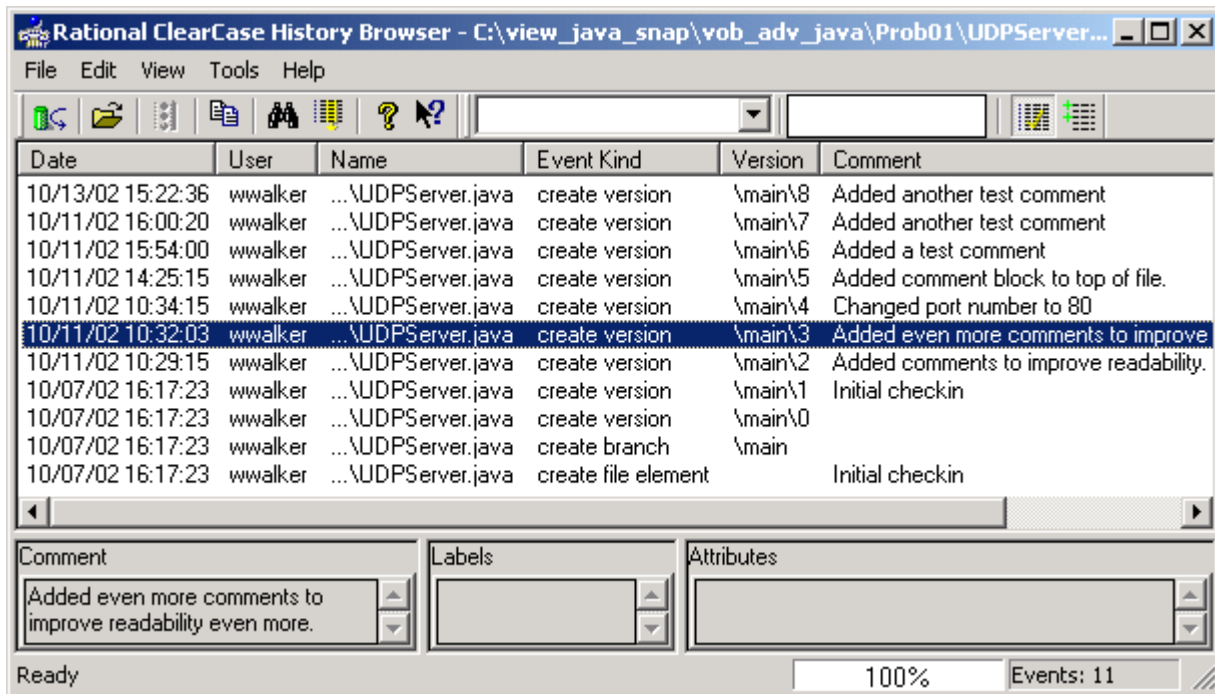 Rational ClearCase History Browser - C:\view_java_snap\vob_adv_java\Prob01\UDPServer...
File Edit View Tools Help
Date User Name Event Kind Version Comment
10/13/02 15:22:36 wwalker ...\UDPServer.java create version \main\8 Added another test comment
10/11/02 16:00:20 wwalker ...\UDPServer.java create version \main\7 Added another test comment
10/11/02 15:54:00 wwalker ...\UDPServer.java create version \main\6 Added a test comment
10/11/02 14:25:15 wwalker ...\UDPServer.java create version \main\5 Added comment block to top of file.
10/11/02 10:34:15 wwalker ...\UDPServer.java create version \main\4 Changed port number to 80
10/11/02 10:32:03 wwalker ...\UDPServer.java create version \main\3 Added even more comments to improve
10/11/02 10:29:15 wwalker ...\UDPServer.java create version \main\2 Added comments to improve readability.
10/07/02 16:17:23 wwalker ...\UDPServer.java create version \main\1 Initial checkin
10/07/02 16:17:23 wwalker ...\UDPServer.java create version \main\0
10/07/02 16:17:23 wwalker ...\UDPServer.java create branch \main
10/07/02 16:17:23 wwalker ...\UDPServer.java create file element Initial checkin
Comment Labels Attributes
Added even more comments to
improve readability even more.
Ready 100% Events: 11